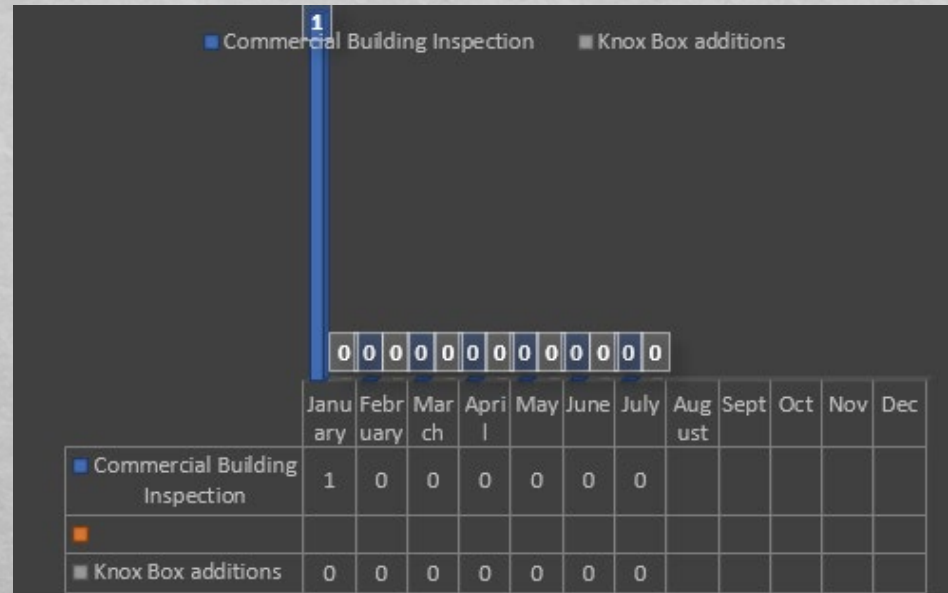 1
Commercial Building Inspection Knox Box additions
0 0 0 0 0 0 0 0 0 0 0 0 0
Janu Febr Mar Apri May June July Aug Sept Oct Nov Dec
ary uary ch l ust
Commercial Building
Inspection 1 0 0 0 0 0 0
Knox Box additions 0 0 0 0 0 0 0